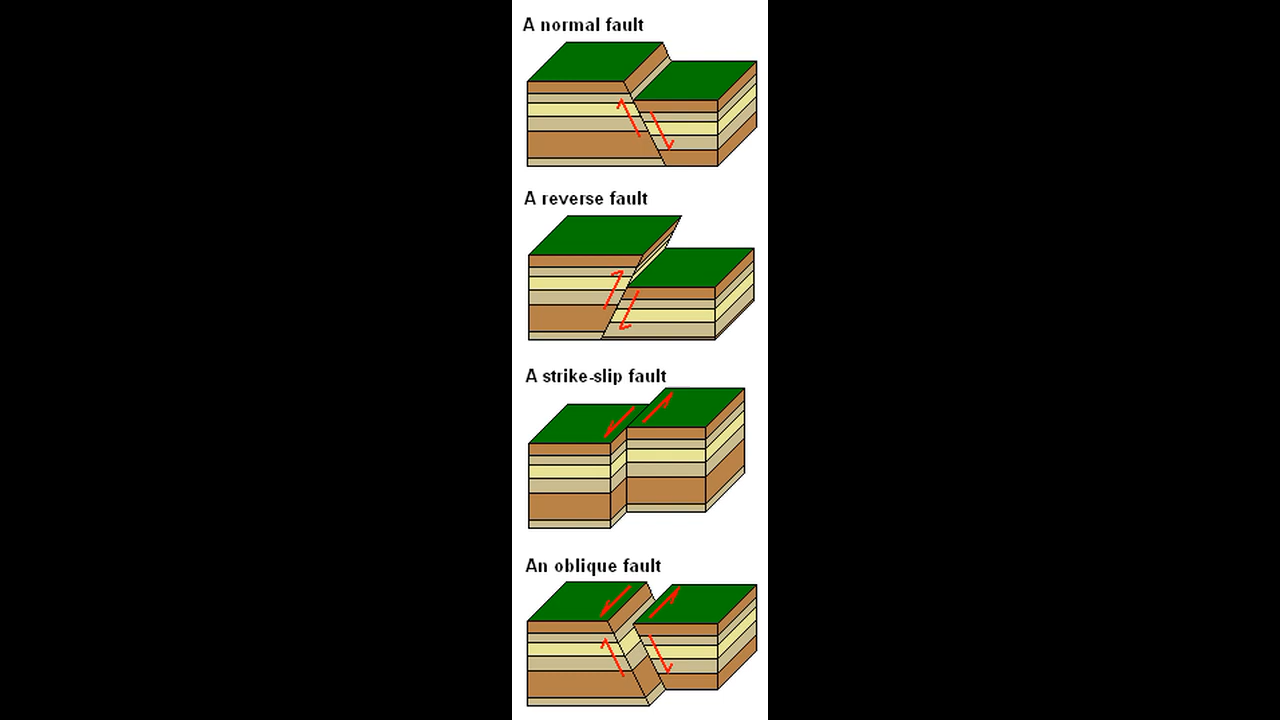 A normal fault
A reverse fault
A strike-slip fault
An oblique fault